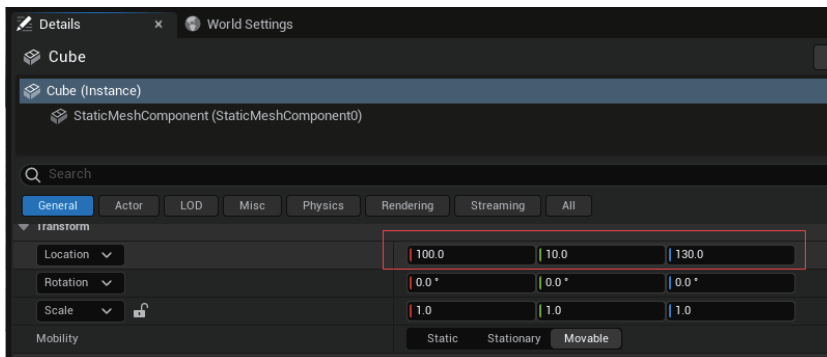 Details × World Settings
Cube
Cube (Instance)
StaticMeshComponent (StaticMeshComponent0)
Search
General Actor LOD Misc Physics Rendering Streaming All
Transform
Location 100.0 10.0 130.0
Rotation 0.0 ° 0.0 ° 0.0 °
Scale 1.0 1.0 1.0
Mobility Static Stationary Movable